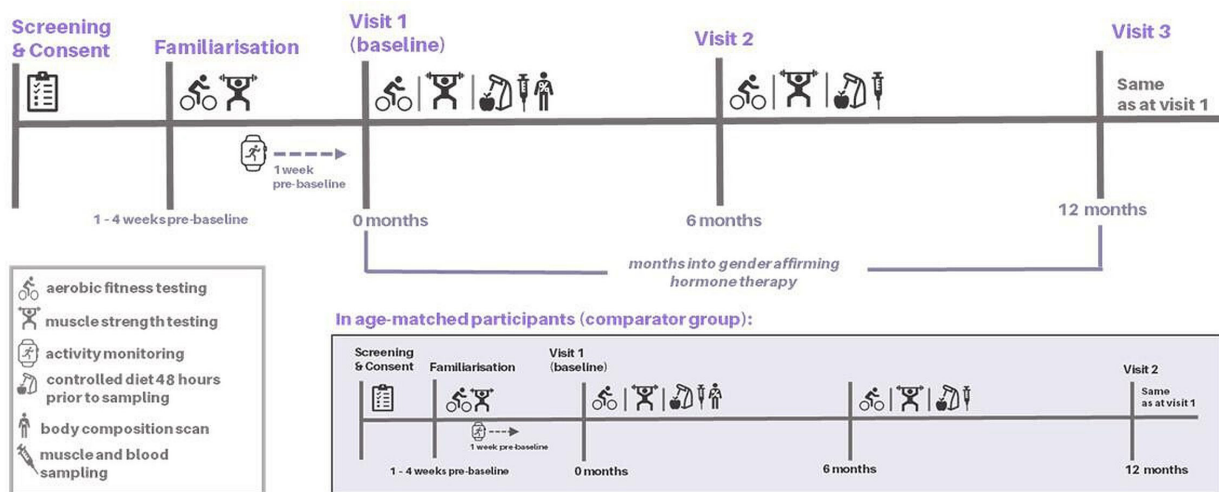 Screening
& Consent
Familiarisation
Visit 1
(baseline)
Visit 2
Visit 3
Same
as at visit 1
1 week
pre-baseline
1 - 4 weeks pre-baseline
0 months
6 months
12 months
months into gender affirming
hormone therapy
aerobic fitness testing
muscle strength testing
activity monitoring
controlled diet 48 hours
prior to sampling
body composition scan
muscle and blood
sampling
In age-matched participants (comparator group):
Screening
& Consent
Familiarisation
Visit 1
(baseline)
Visit 2
Same
as at visit 1
1 week pre-baseline
1 - 4 weeks pre-baseline
0 months
6 months
12 months